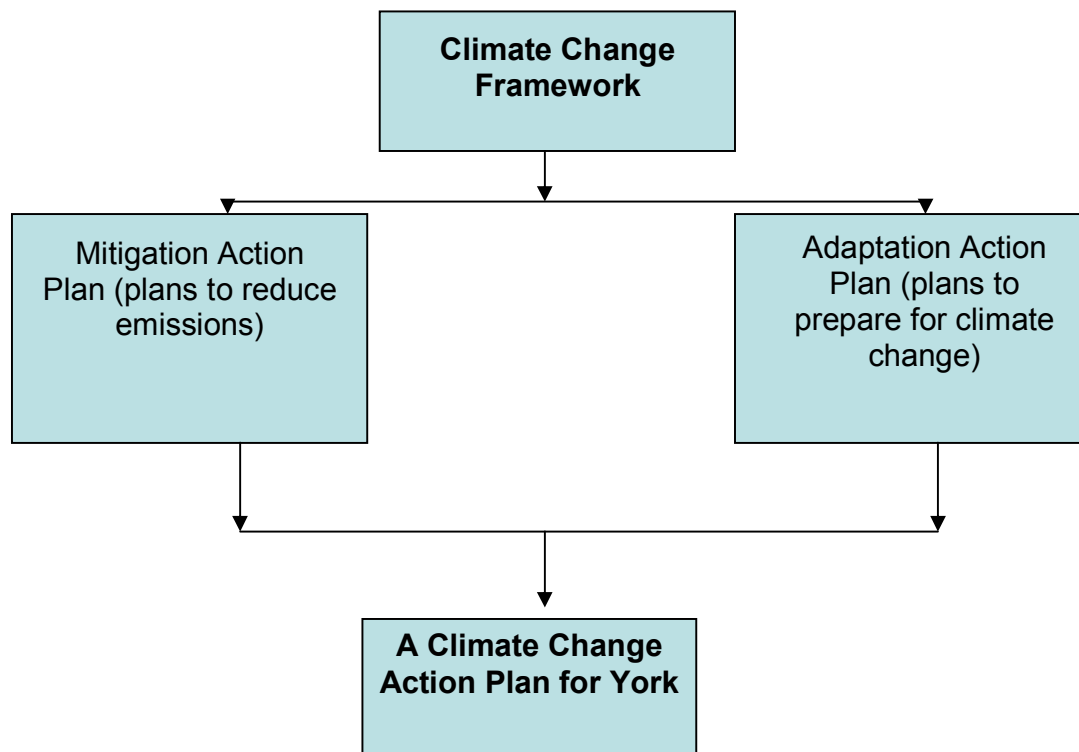 Climate Change
Framework
Mitigation Action
Plan (plans to reduce
emissions)
Adaptation Action
Plan (plans to
prepare for climate
change)
A Climate Change
Action Plan for York